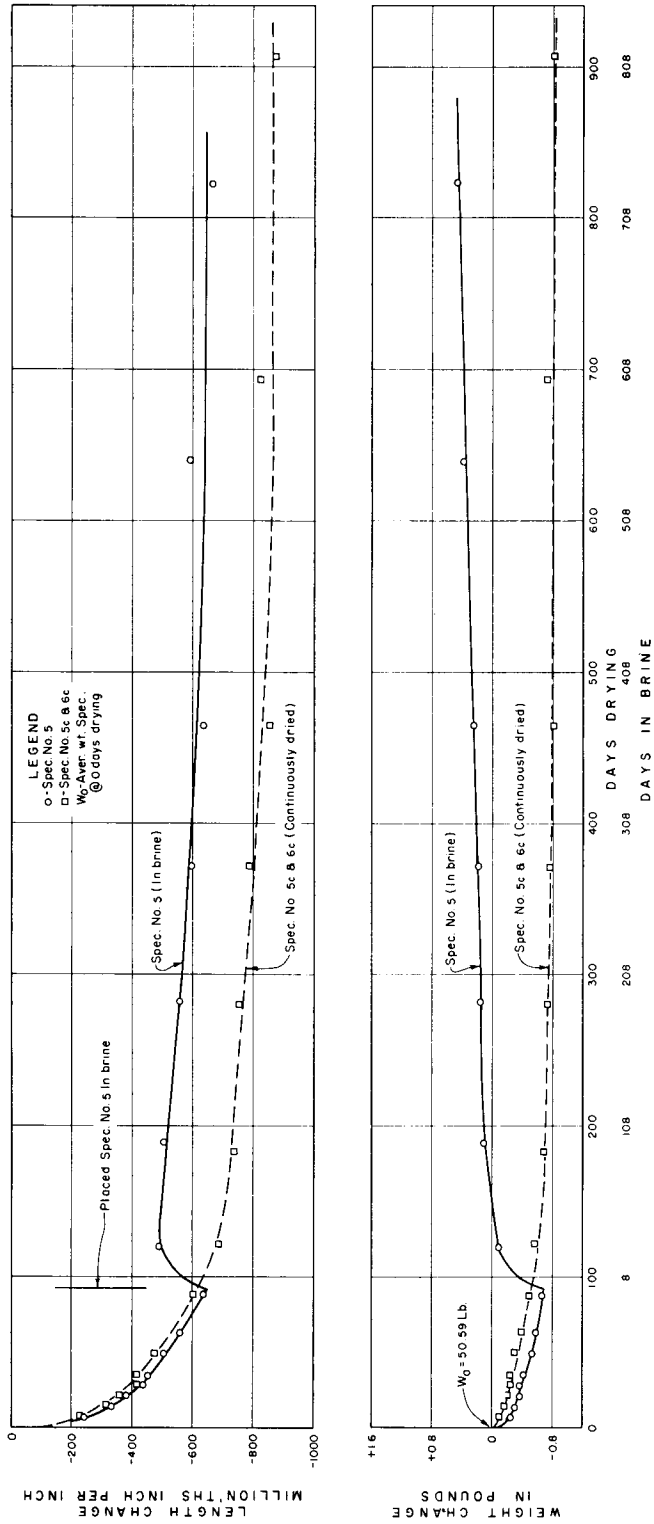 LENGTH CHANGE
MILLION'THS INCH PER INCH
0
-200
-400
-600
-800
-1000
LEGEND
o-Spec. No. 5
□-Spec. No. 5c & 6c
W₀-Aver. wt. Spec.
@ 0 days drying
Placed Spec. No. 5 in brine
Spec. No. 5 (In brine)
Spec. No. 5c & 6c (Continuously dried)
WEIGHT CHANGE
IN POUNDS
+1.6
+0.8
0
-0.8
W₀ = 50.59 Lb.
Spec. No. 5 (In brine)
Spec. No. 5c & 6c (Continuously dried)
0 100 200 300 400 500 600 700 800 900
DAYS DRYING
8 108 208 308 408 508 608 708 808
DAYS IN BRINE